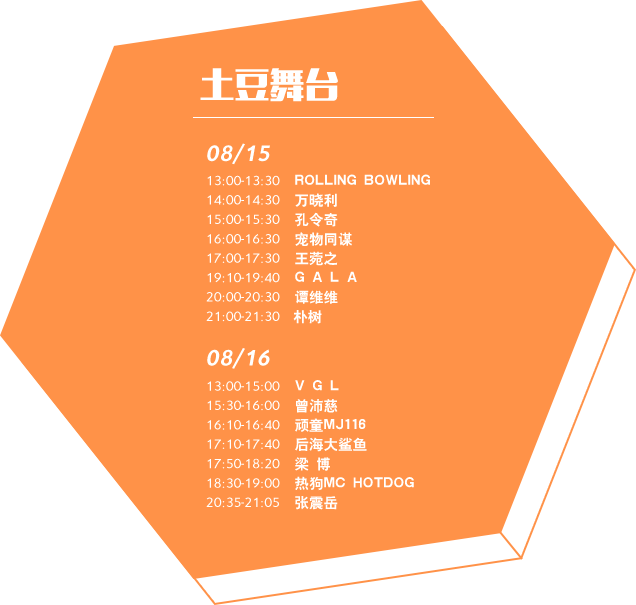 土豆舞台
08/15
13:00-13:30 ROLLING BOWLING
14:00-14:30 万晓利
15:00-15:30 孔令奇
16:00-16:30 宠物同谋
17:00-17:30 王菀之
19:10-19:40 G A L A
20:00-20:30 谭维维
21:00-21:30 朴树
08/16
13:00-15:00 V G L
15:30-16:00 曾沛慈
16:10-16:40 顽童MJ116
17:10-17:40 后海大鲨鱼
17:50-18:20 梁 博
18:30-19:00 热狗MC HOTDOG
20:35-21:05 张震岳